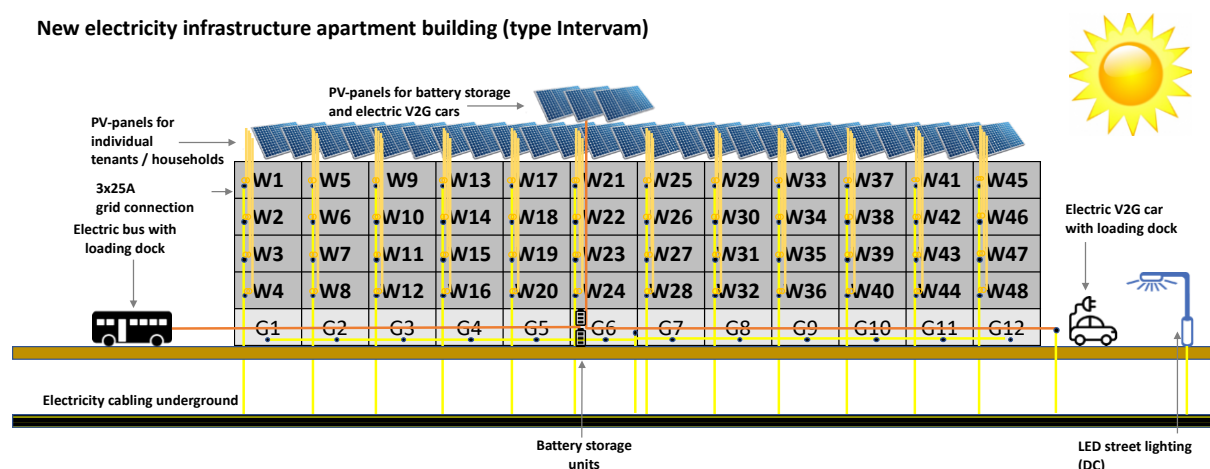 New electricity infrastructure apartment building (type Intervam)
PV-panels for battery storage
and electric V2G cars
PV-panels for
individual
tenants / households
3x25A
grid connection
Electric bus with
loading dock
W1 W5 W9 W13 W17 W21 W25 W29 W33 W37 W41 W45
W2 W6 W10 W14 W18 W22 W26 W30 W34 W38 W42 W46
W3 W7 W11 W15 W19 W23 W27 W31 W35 W39 W43 W47
W4 W8 W12 W16 W20 W24 W28 W32 W36 W40 W44 W48
G1 G2 G3 G4 G5 G6 G7 G8 G9 G10 G11 G12
Electric V2G car
with loading dock
Electricity cabling underground
Battery storage
units
LED street lighting
(DC)